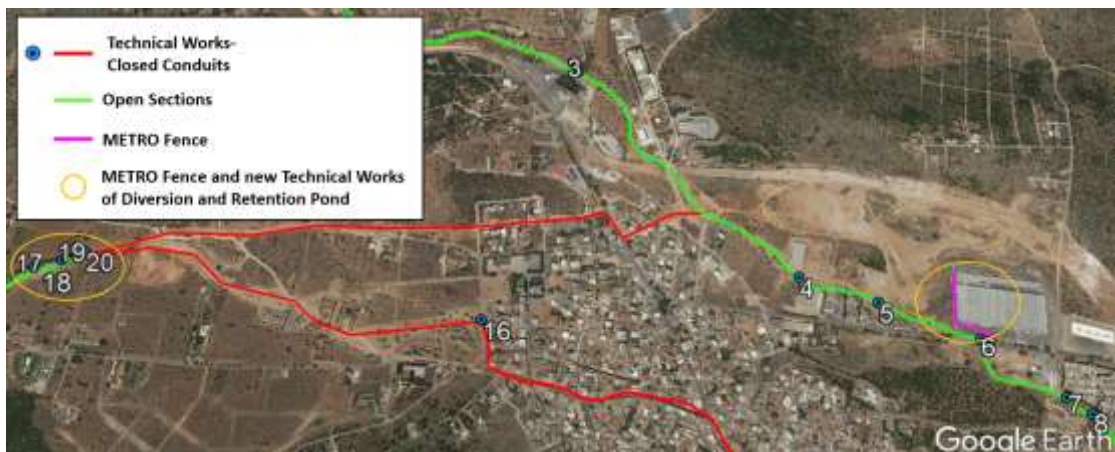 Technical Works-
Closed Conduits
Open Sections
METRO Fence
METRO Fence and new Technical Works
of Diversion and Retention Pond
3
19
17
20
18
4
5
16
6
7
8
Google Earth